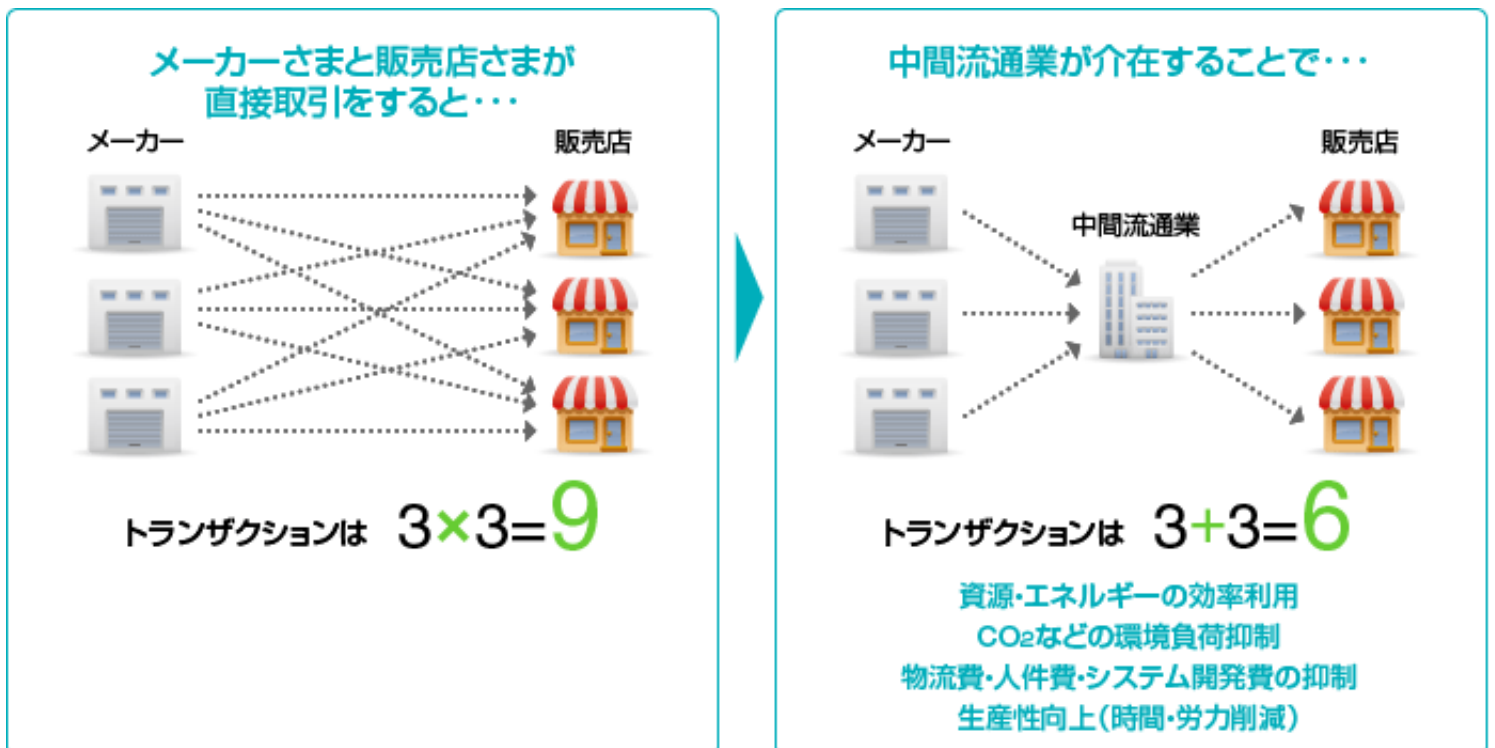 メーカーさまと販売店さまが
直接取引をすると・・・
メーカー
販売店
トランザクションは 3×3=9
中間流通業が介在することで・・・
メーカー
販売店
中間流通業
トランザクションは 3+3=6
資源・エネルギーの効率利用
CO2などの環境負荷抑制
物流費・人件費・システム開発費の抑制
生産性向上(時間・労力削減)